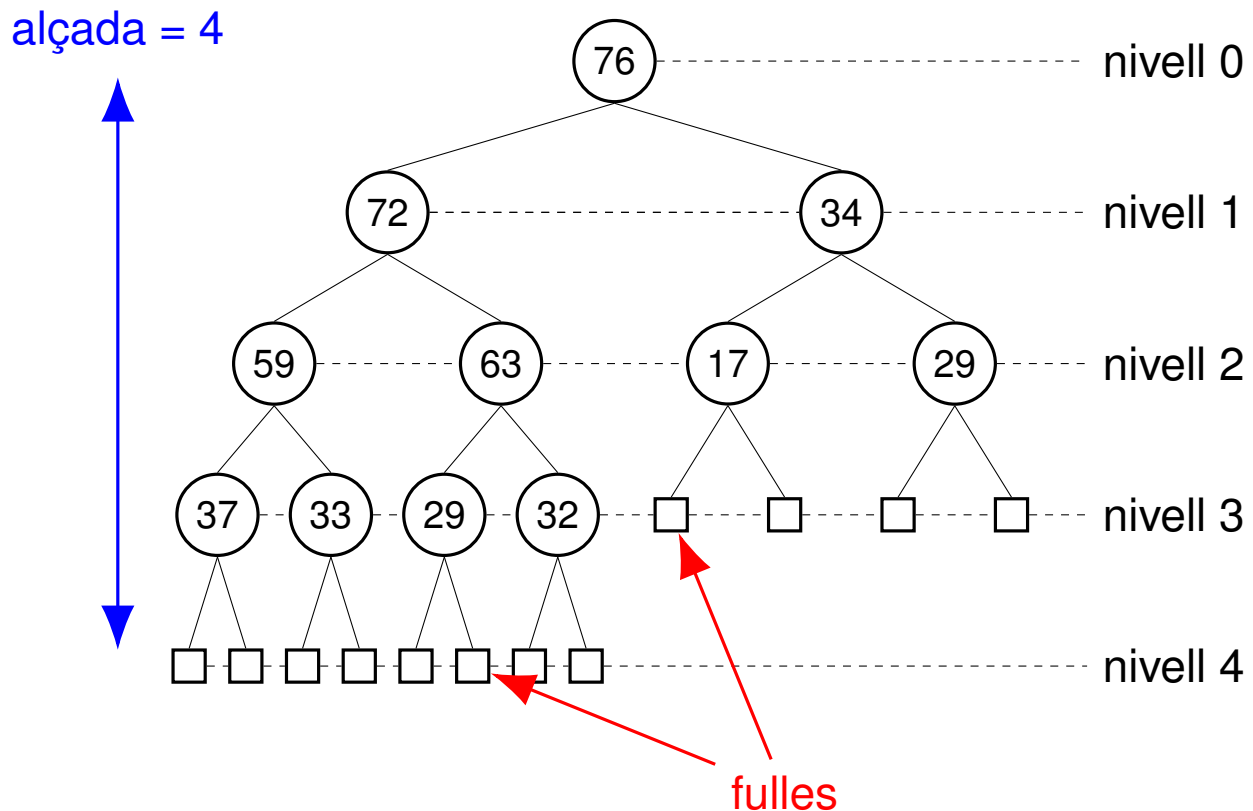 alçada = 4
76 nivell 0
72 34 nivell 1
59 63 17 29 nivell 2
37 33 29 32 nivell 3
nivell 4
fulles